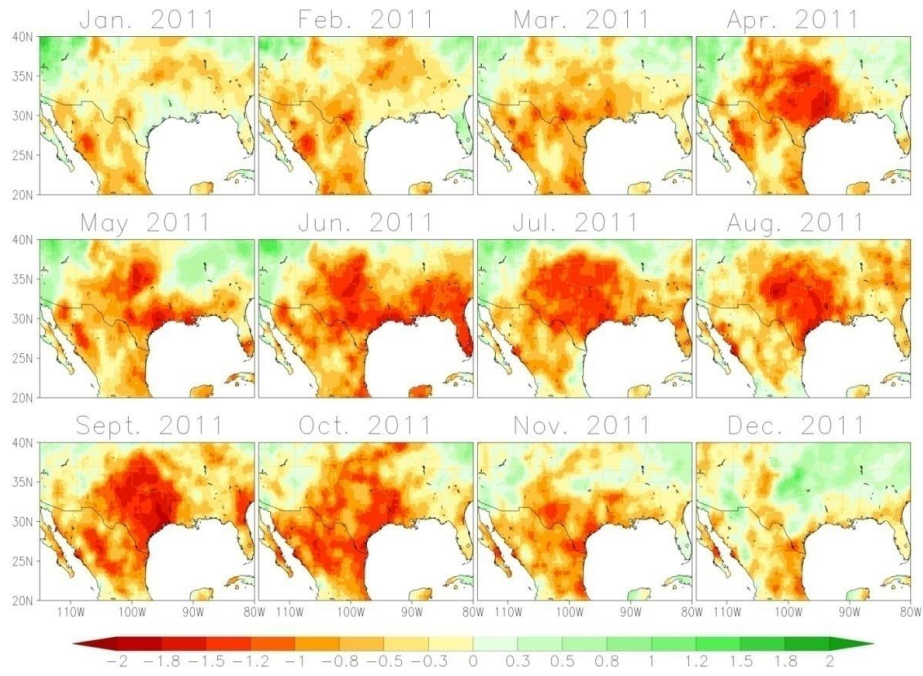 Jan. 2011 Feb. 2011 Mar. 2011 Apr. 2011
40N
35N
30N
25N
20N
May 2011 Jun. 2011 Jul. 2011 Aug. 2011
40N
35N
30N
25N
20N
Sept. 2011 Oct. 2011 Nov. 2011 Dec. 2011
40N
35N
30N
25N
20N
110W 100W 90W 80W 110W 100W 90W 80W 110W 100W 90W 80W 110W 100W 90W 80W
-2 -1.8 -1.5 -1.2 -1 -0.8 -0.5 -0.3 0 0.3 0.5 0.8 1 1.2 1.5 1.8 2